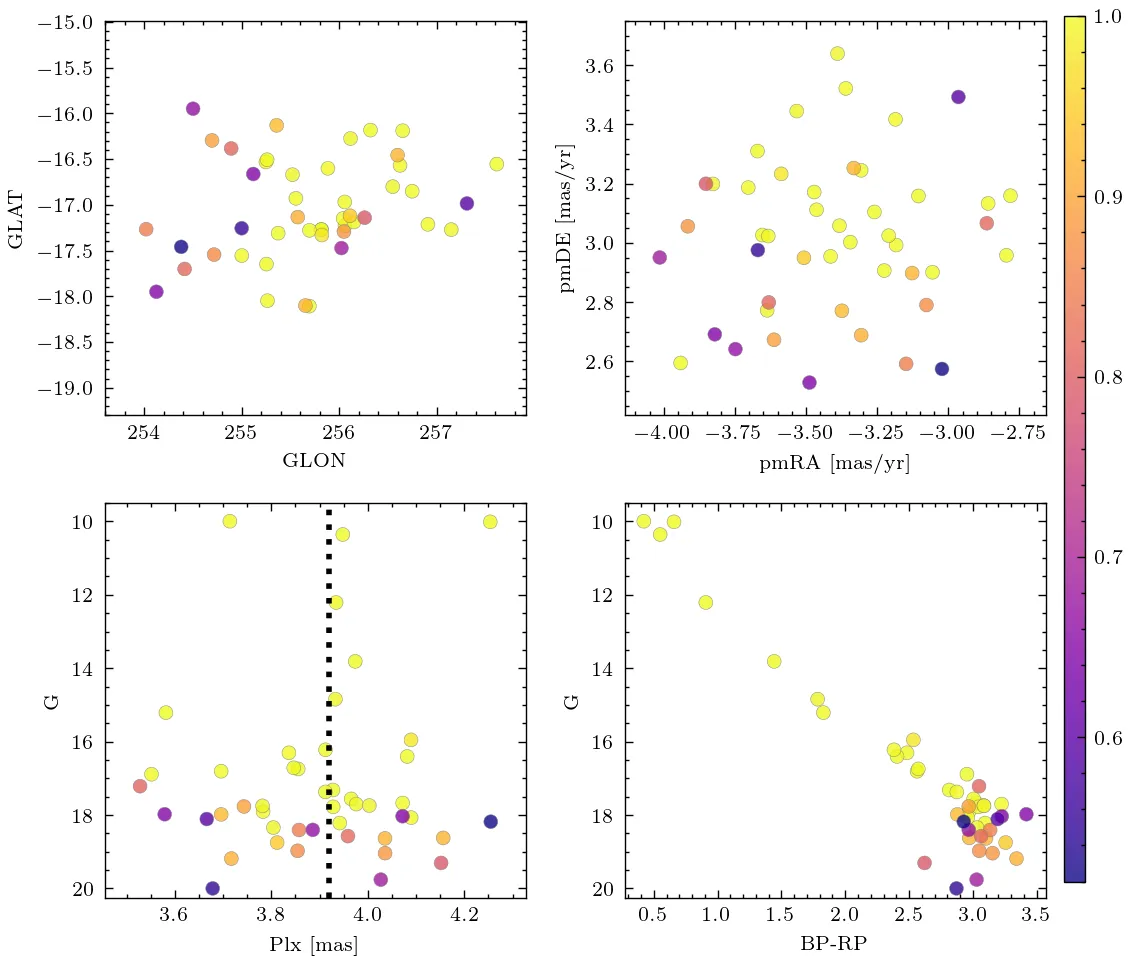 −15.0
−15.5
−16.0
−16.5
−17.0
−17.5
−18.0
−18.5
−19.0
GLAT
254 255 256 257
GLON
3.6
3.4
3.2
3.0
2.8
2.6
pmDE [mas/yr]
−4.00 −3.75 −3.50 −3.25 −3.00 −2.75
pmRA [mas/yr]
1.0
0.9
0.8
0.7
0.6
10
12
14
16
18
20
G
3.6 3.8 4.0 4.2
Plx [mas]
10
12
14
16
18
20
G
0.5 1.0 1.5 2.0 2.5 3.0 3.5
BP-RP